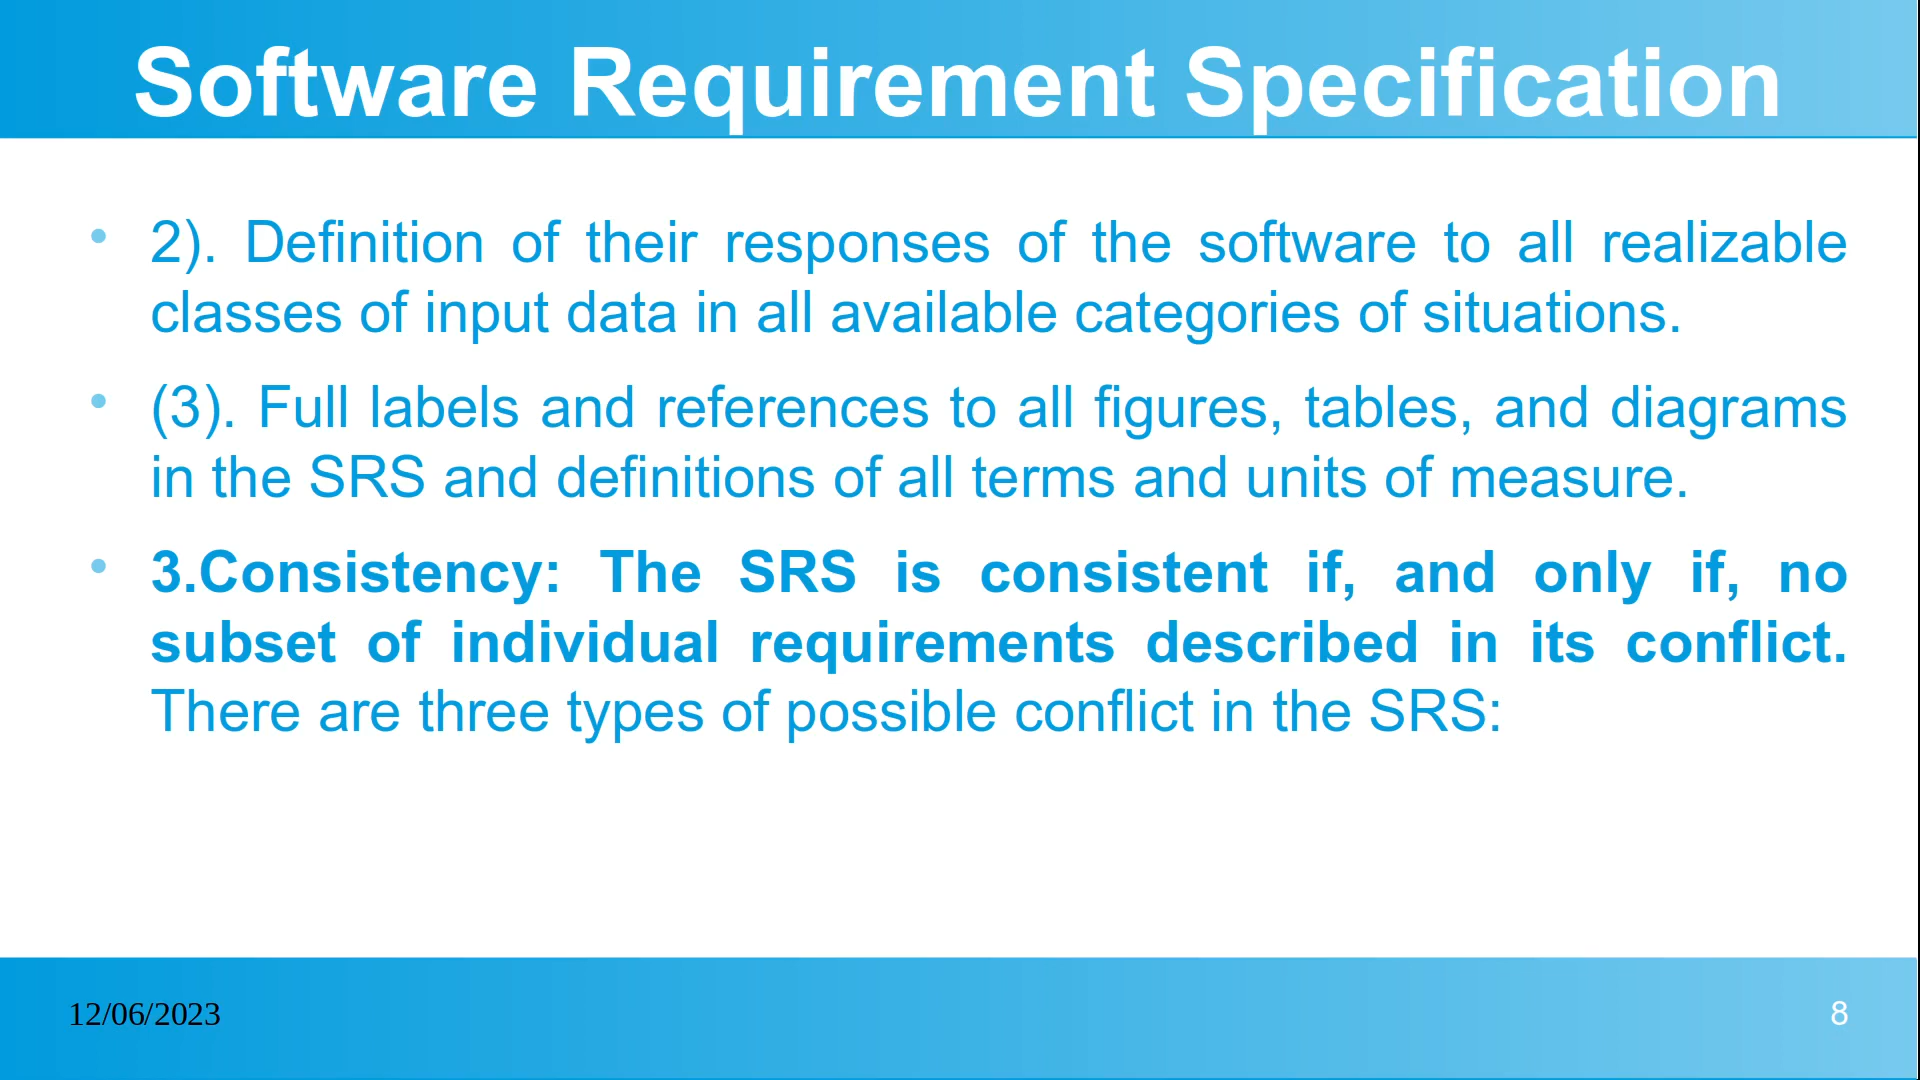 Software Requirement Specification
• 2). Definition of their responses of the software to all realizable
classes of input data in all available categories of situations.
• (3). Full labels and references to all figures, tables, and diagrams
in the SRS and definitions of all terms and units of measure.
• 3.Consistency: The SRS is consistent if, and only if, no
subset of individual requirements described in its conflict.
There are three types of possible conflict in the SRS:
12/06/2023
8